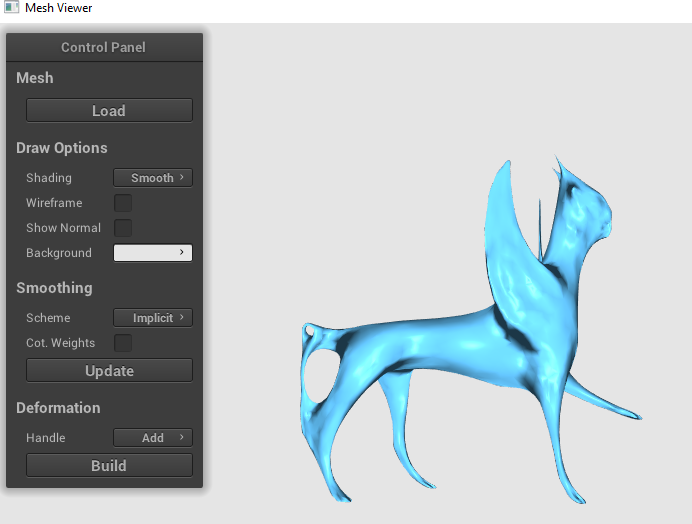 Mesh Viewer
Control Panel
Mesh
Load
Draw Options
Shading Smooth
Wireframe
Show Normal
Background
Smoothing
Scheme Implicit
Cot. Weights
Update
Deformation
Handle Add
Build